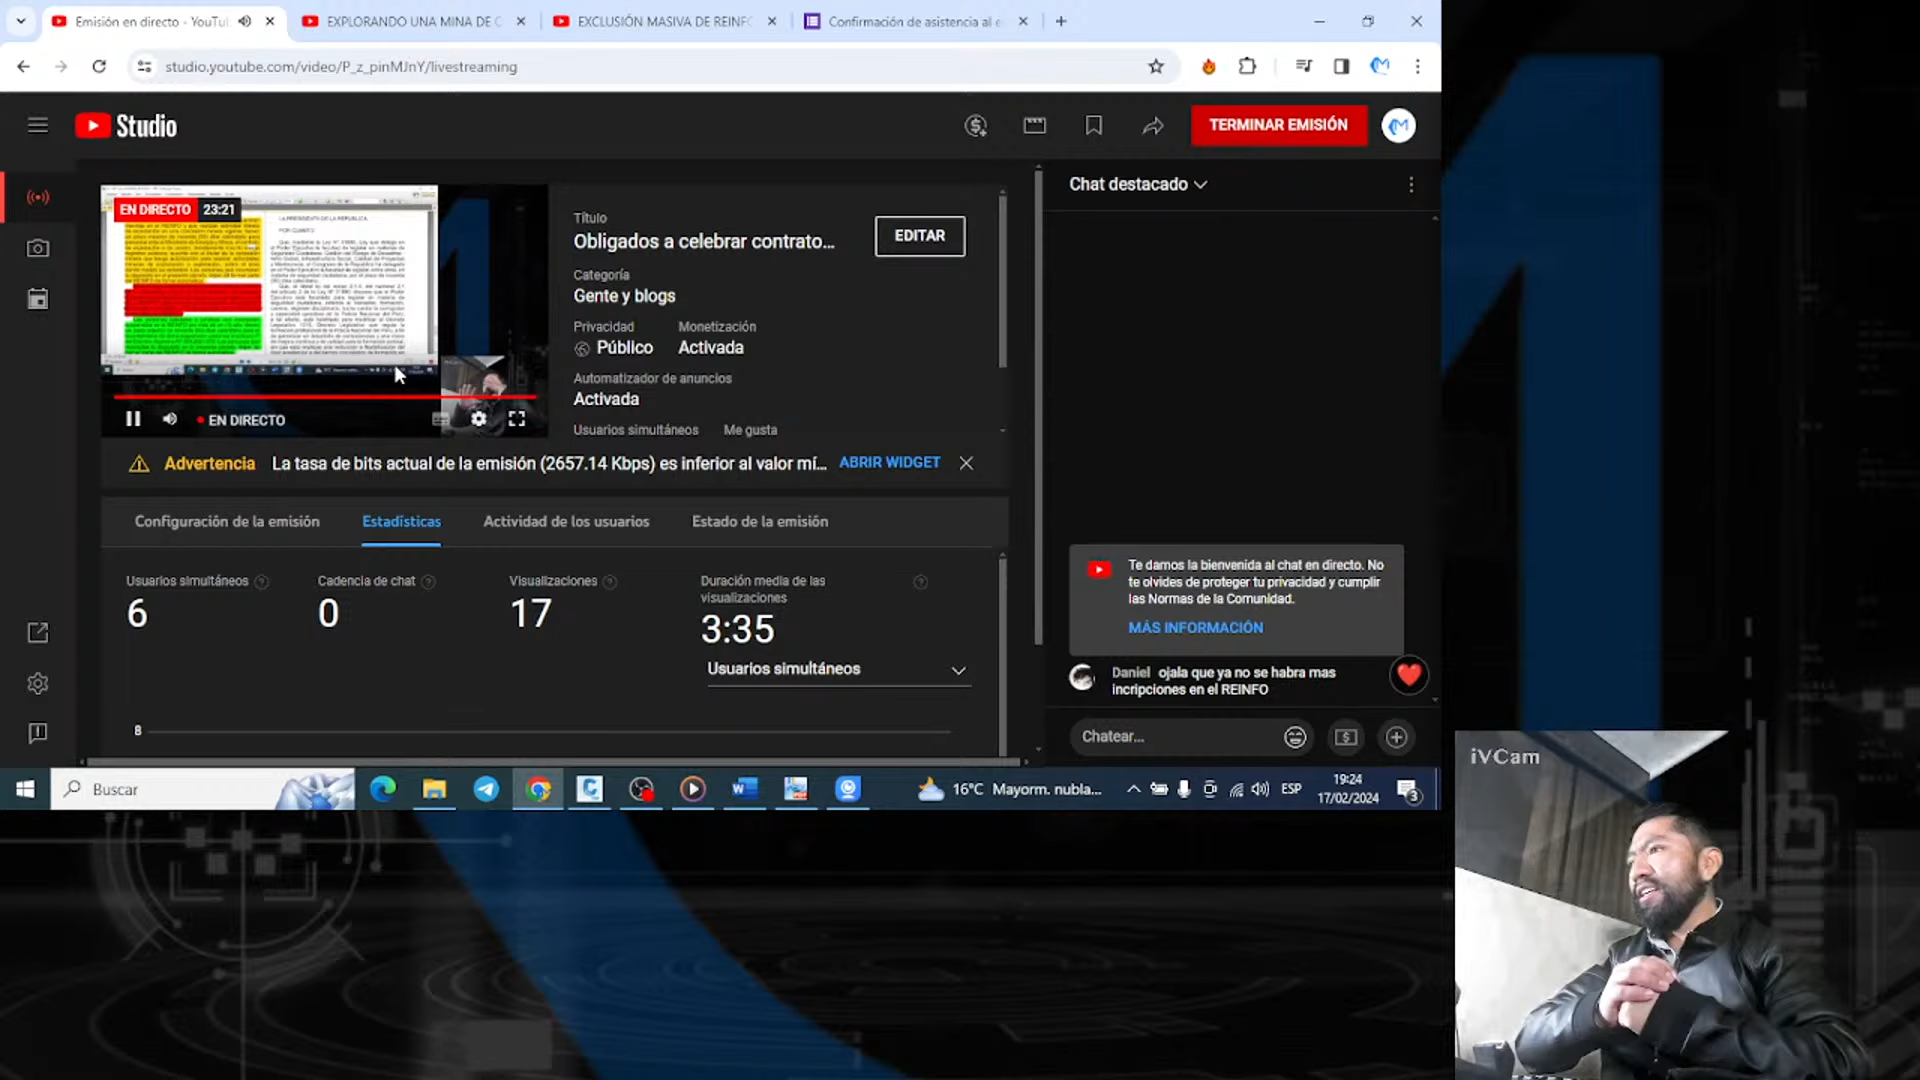 Emisión en directo - YouTu
EXPLORANDO UNA MINA DE
EXCLUSIÓN MASIVA DE REINFO
Confirmación de asistencia al e
studio.youtube.com/video/P_z_pinMJnY/livestreaming
Studio
TERMINAR EMISIÓN
EN DIRECTO 23:21
LA PRESIDENTA DE LA REPÚBLICA
EN DIRECTO
Título
Obligados a celebrar contrato...
EDITAR
Categoría
Gente y blogs
Privacidad
Público
Monetización
Activada
Automatizador de anuncios
Activada
Usuarios simultáneos
Me gusta
Chat destacado
Advertencia
La tasa de bits actual de la emisión (2657.14 Kbps) es inferior al valor mí...
ABRIR WIDGET
Configuración de la emisión
Estadísticas
Actividad de los usuarios
Estado de la emisión
Usuarios simultáneos
6
Cadencia de chat
0
Visualizaciones
17
Duración media de las
visualizaciones
3:35
Usuarios simultáneos
8
Te damos la bienvenida al chat en directo. No
te olvides de proteger tu privacidad y cumplir
las Normas de la Comunidad.
MÁS INFORMACIÓN
Daniel ojala que ya no se habra mas
incripciones en el REINFO
Chatear...
Buscar
16°C Mayorm. nubla...
ESP
19:24
17/02/2024
3
iVCam